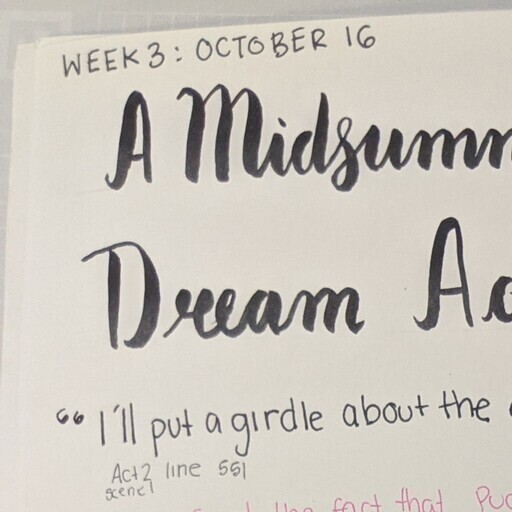 WEEK 3: OCTOBER 16
A Midsumm
Dream Ac
"I'll put a girdle about the
Act 2 line 551
scene 1
the fact that Puc